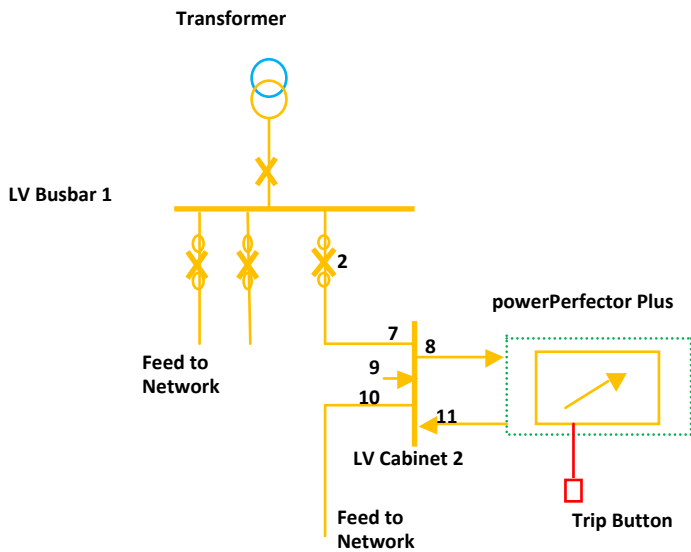 Transformer
LV Busbar 1
2
powerPerfector Plus
7
8
Feed to
Network
9
10
11
LV Cabinet 2
Feed to
Network
Trip Button